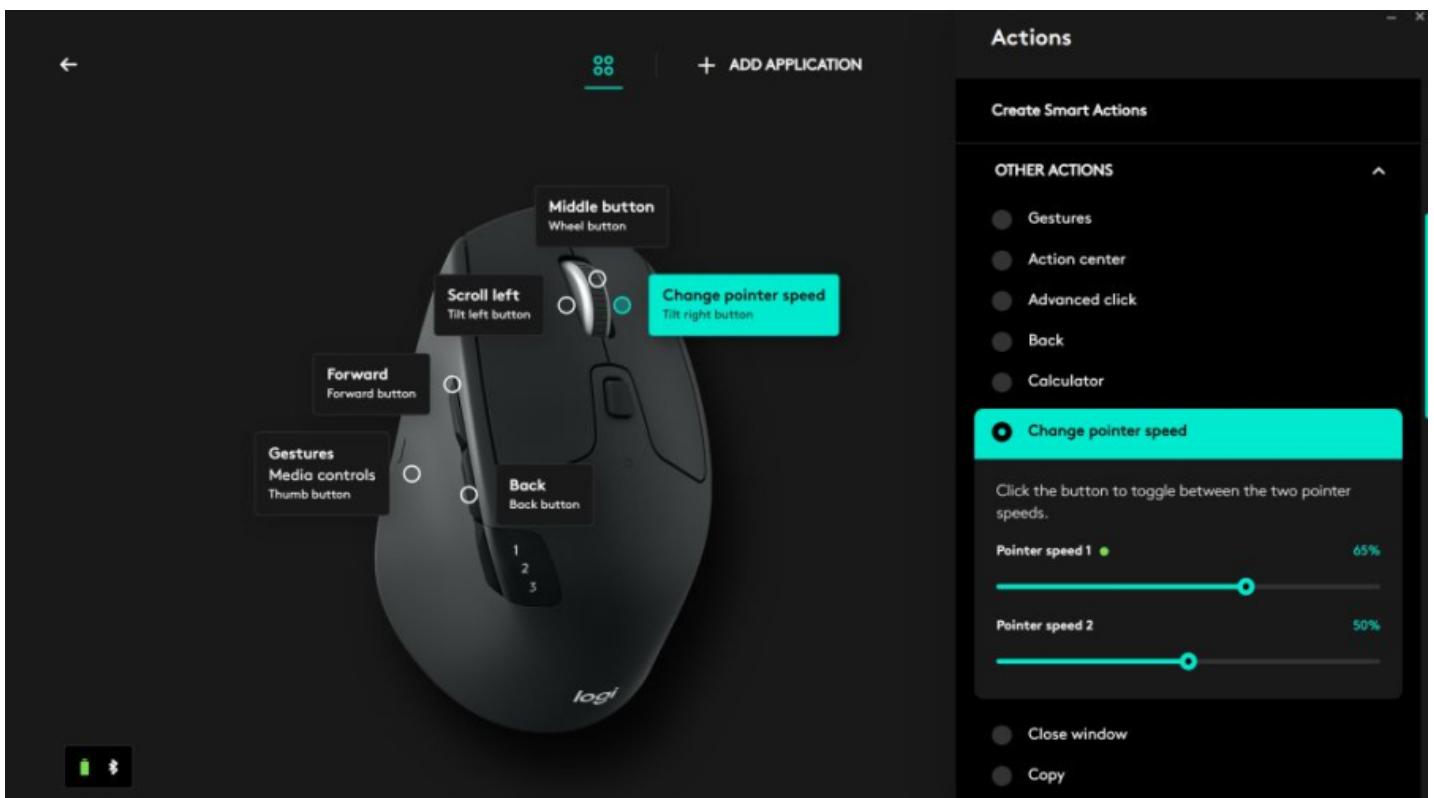 ADD APPLICATION
Middle button
Wheel button
Scroll left
Tilt left button
Change pointer speed
Tilt right button
Forward
Forward button
Gestures
Media controls
Thumb button
Back
Back button
1
2
3
logi
Actions
Create Smart Actions
OTHER ACTIONS
Gestures
Action center
Advanced click
Back
Calculator
Change pointer speed
Click the button to toggle between the two pointer
speeds.
Pointer speed 1 65%
Pointer speed 2 50%
Close window
Copy